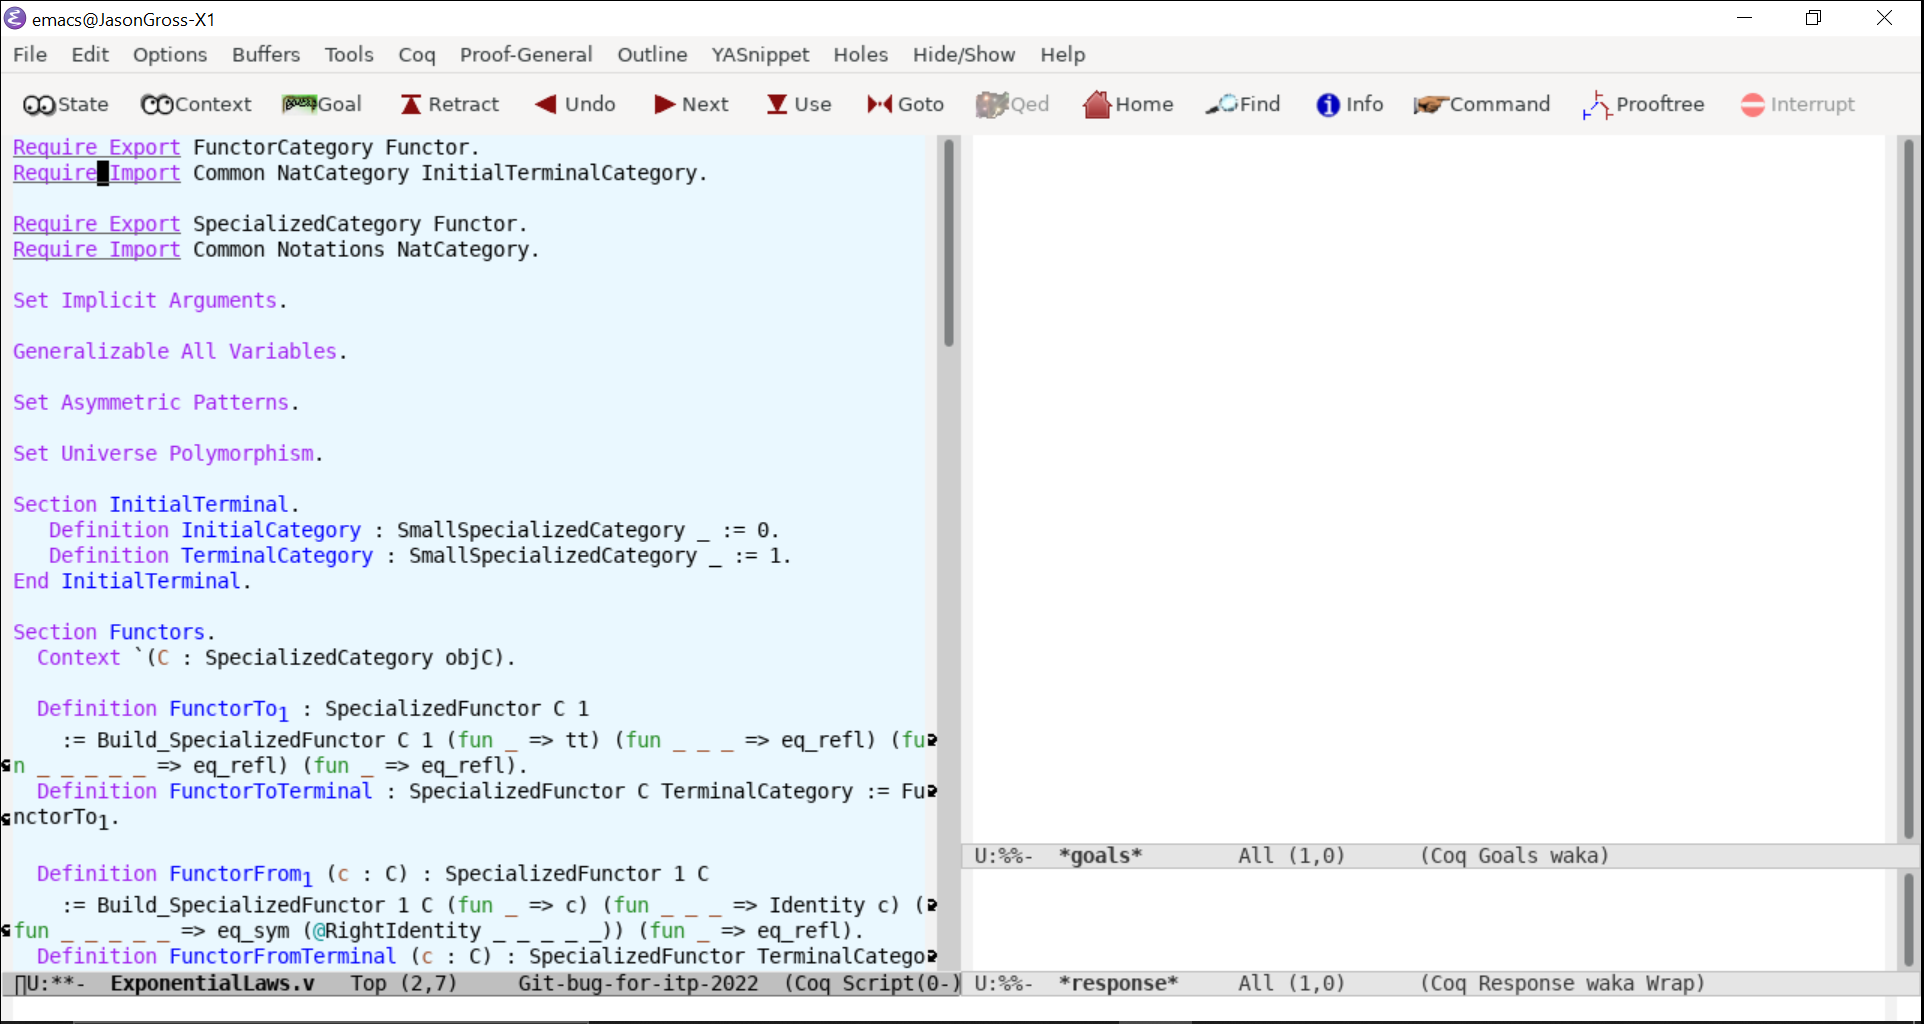 emacs@JasonGross-X1
File Edit Options Buffers Tools Coq Proof-General Outline YASnippet Holes Hide/Show Help
State Context Goal Retract Undo Next Use Goto Qed Home Find Info Command Prooftree Interrupt
Require Export FunctorCategory Functor.
Require Import Common NatCategory InitialTerminalCategory.
Require Export SpecializedCategory Functor.
Require Import Common Notations NatCategory.
Set Implicit Arguments.
Generalizable All Variables.
Set Asymmetric Patterns.
Set Universe Polymorphism.
Section InitialTerminal.
Definition InitialCategory : SmallSpecializedCategory _ := 0.
Definition TerminalCategory : SmallSpecializedCategory _ := 1.
End InitialTerminal.
Section Functors.
Context `(C : SpecializedCategory objC).
Definition FunctorTo₁ : SpecializedFunctor C 1
:= Build_SpecializedFunctor C 1 (fun _ => tt) (fun _ _ _ => eq_refl) (fu
n _ _ _ _ _ => eq_refl) (fun _ => eq_refl).
Definition FunctorToTerminal : SpecializedFunctor C TerminalCategory := Fu
nctorTo₁.
Definition FunctorFrom₁ (c : C) : SpecializedFunctor 1 C
:= Build_SpecializedFunctor 1 C (fun _ => c) (fun _ _ _ => Identity c) (
fun _ _ _ _ _ => eq_sym (@RightIdentity _ _ _ _ _)) (fun _ => eq_refl).
Definition FunctorFromTerminal (c : C) : SpecializedFunctor TerminalCatego
U:**- ExponentialLaws.v Top (2,7) Git-bug-for-itp-2022 (Coq Script(0-)
U:%%- *goals* All (1,0) (Coq Goals waka)
U:%%- *response* All (1,0) (Coq Response waka Wrap)